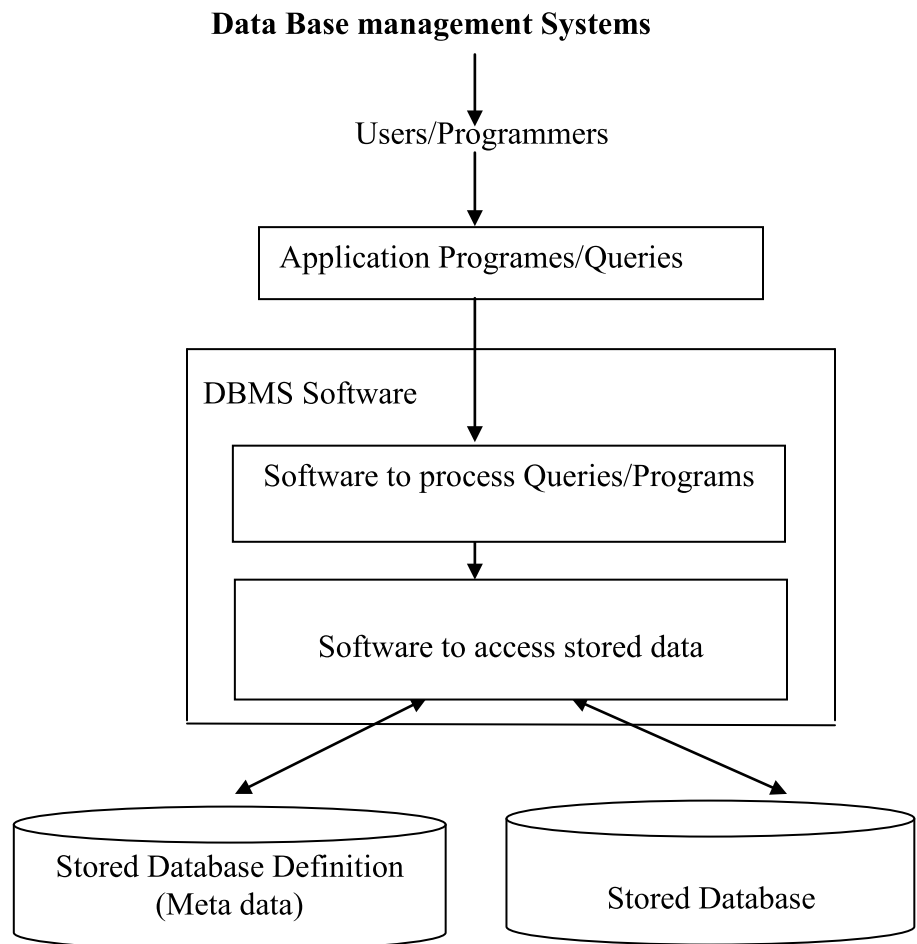 Data Base management Systems
Users/Programmers
Application Programes/Queries
DBMS Software
Software to process Queries/Programs
Software to access stored data
Stored Database Definition
(Meta data)
Stored Database